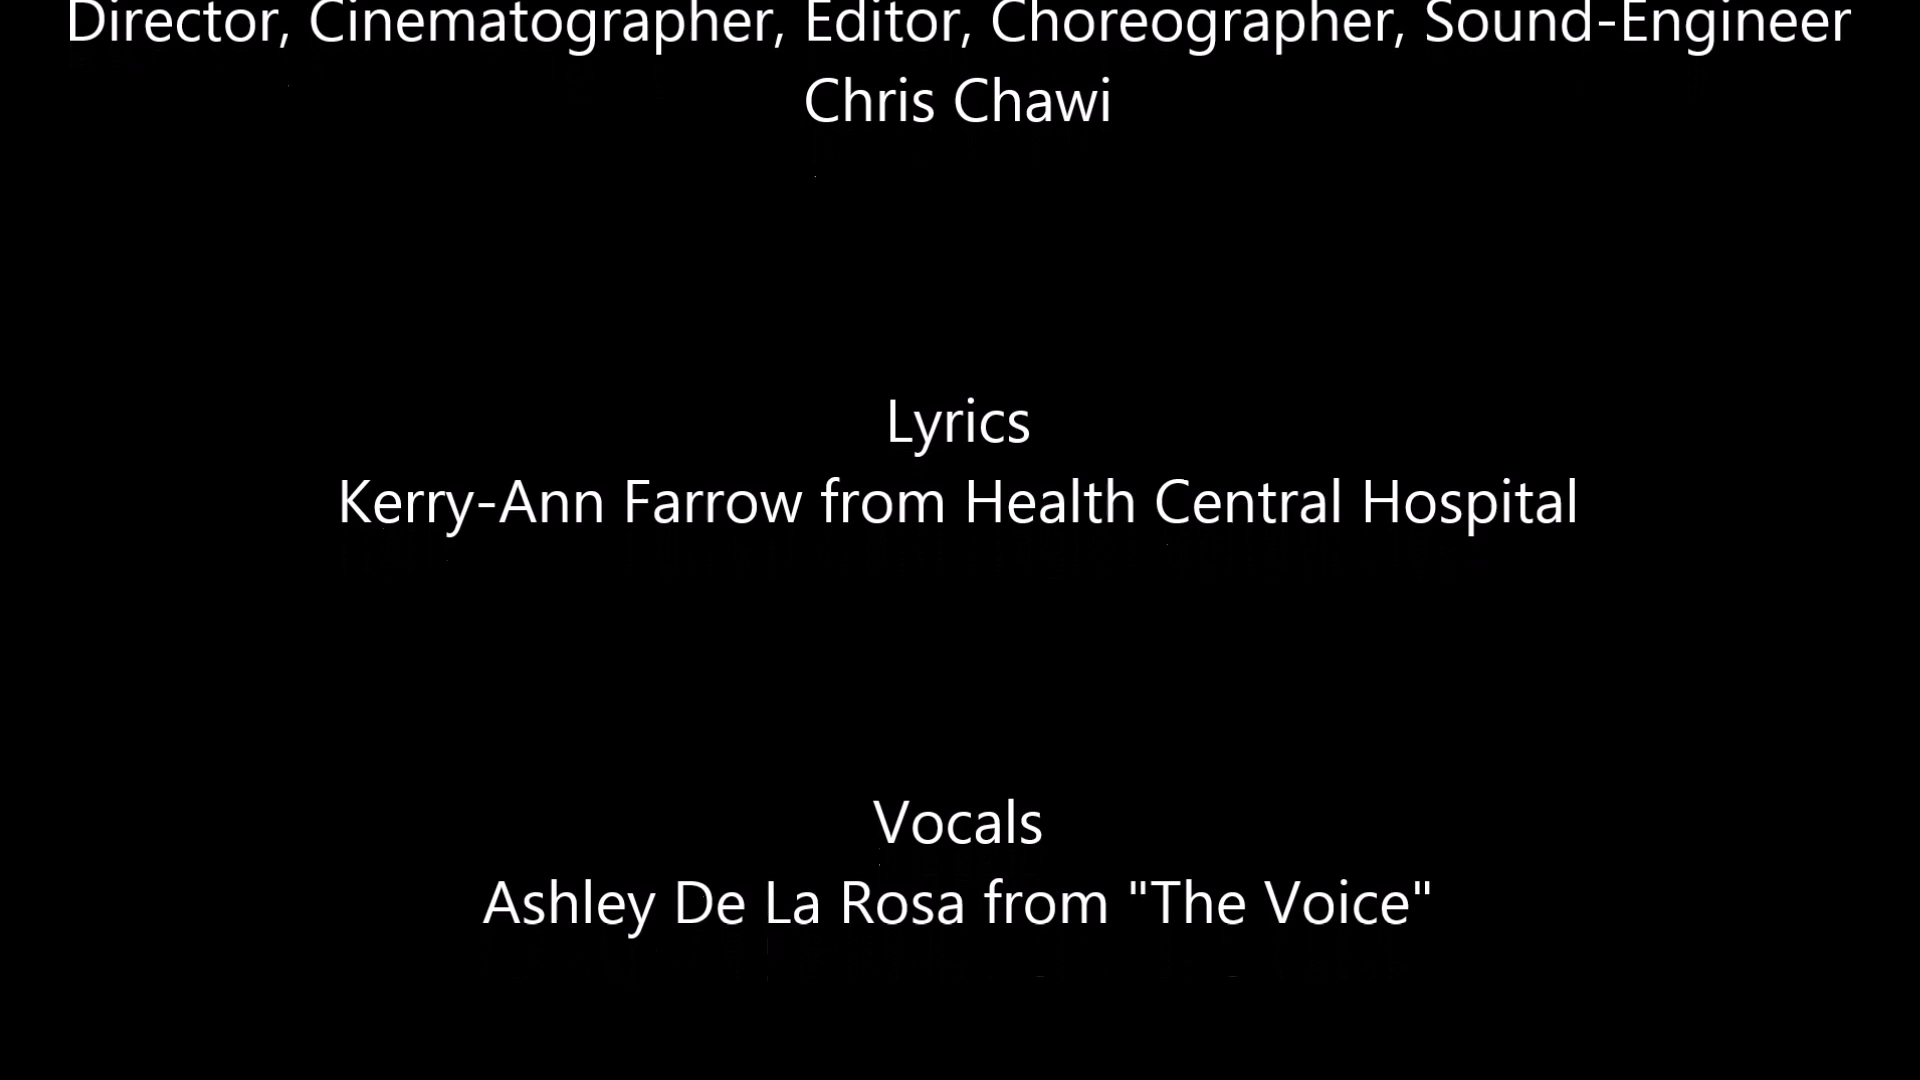 Director, Cinematographer, Editor, Choreographer, Sound-Engineer
Chris Chawi
Lyrics
Kerry-Ann Farrow from Health Central Hospital
Vocals
Ashley De La Rosa from "The Voice"